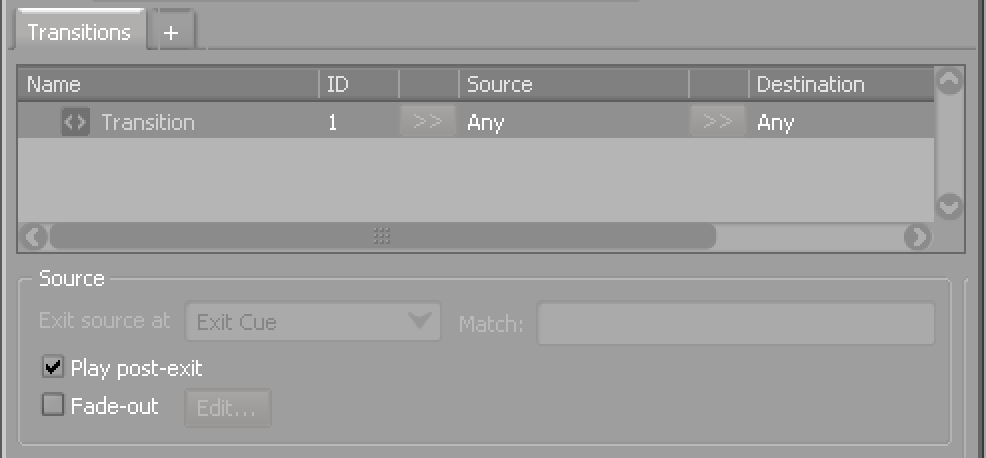 Transitions +
Name ID Source Destination
<> Transition 1 >> Any >> Any
Source
Exit source at Exit Cue Match:
Play post-exit
Fade-out Edit...